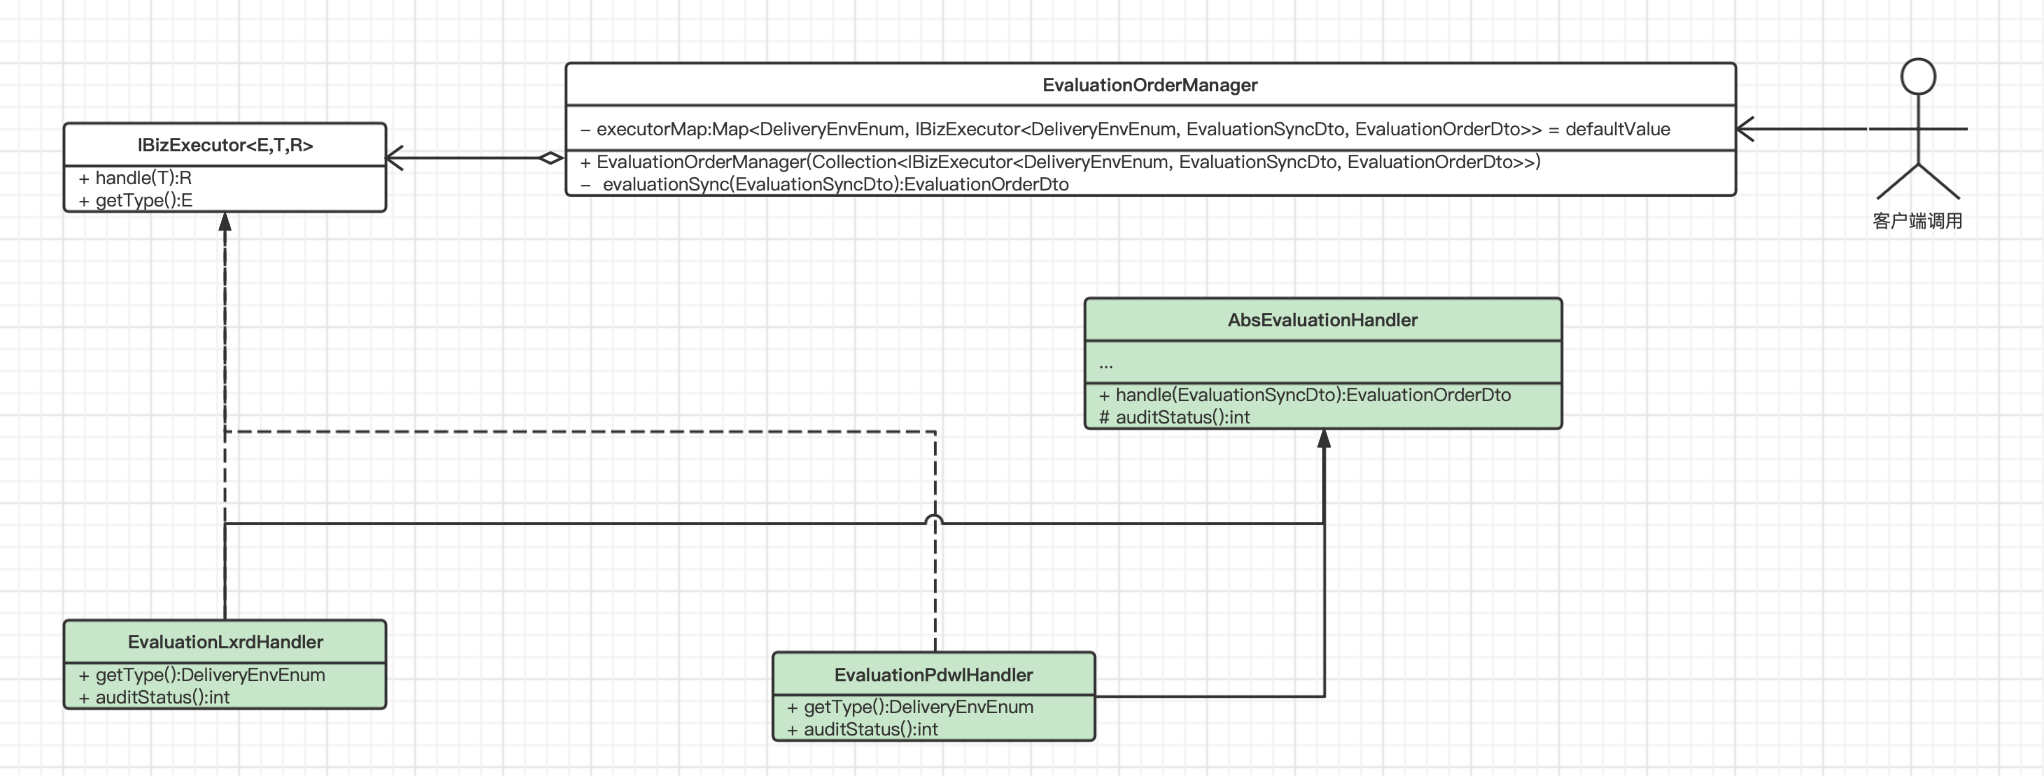 EvaluationOrderManager
- executorMap:Map<DeliveryEnvEnum, IBizExecutor<DeliveryEnvEnum, EvaluationSyncDto, EvaluationOrderDto>> = defaultValue
+ EvaluationOrderManager(Collection<IBizExecutor<DeliveryEnvEnum, EvaluationSyncDto, EvaluationOrderDto>>)
- evaluationSync(EvaluationSyncDto):EvaluationOrderDto
IBizExecutor<E,T,R>
+ handle(T):R
+ getType():E
客户端调用
AbsEvaluationHandler
...
+ handle(EvaluationSyncDto):EvaluationOrderDto
# auditStatus():int
EvaluationLxrdHandler
+ getType():DeliveryEnvEnum
+ auditStatus():int
EvaluationPdwlHandler
+ getType():DeliveryEnvEnum
+ auditStatus():int